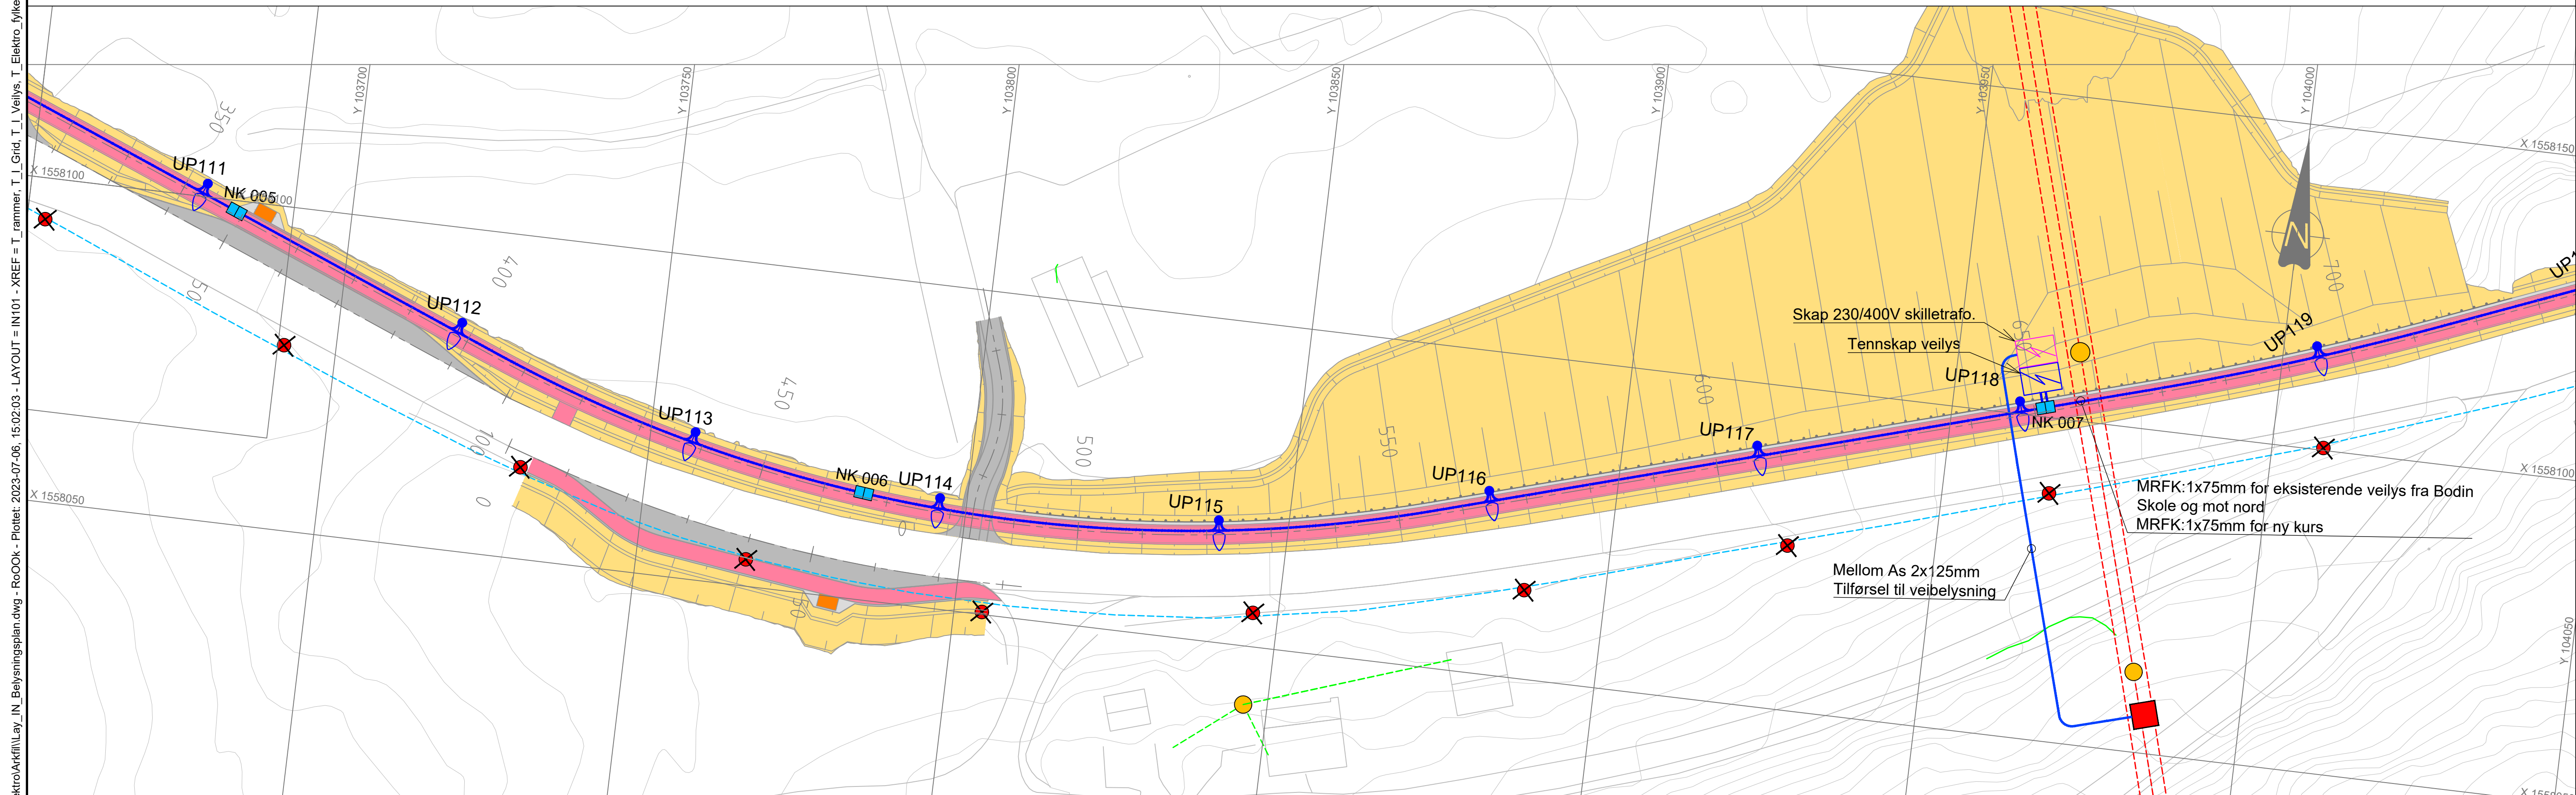 ektro\Arkfil\\Lay_IN_Belysningsplan.dwg - RoOOk - Plottet: 2023-07-06, 15:02:03 - LAYOUT = IN101 - XREF = T_rammer, T_I_Grid, T_I_Veilys, T_Elektro_fylke
Y 103700
Y 103750
Y 103800
Y 103850
Y 103900
Y 103950
Y 104000
X 1558150
X 1558100
350
UP111
NK 005
400
50
UP112
450
UP113
100
0
X 1558050
NK 006
UP114
0
50
500
UP115
550
UP116
600
UP117
Skap 230/400V skilletrafo.
Tennskap veilys
UP118
NK 007
UP119
700
N
X 1558100
MRFK:1x75mm for eksisterende veilys fra Bodin
Skole og mot nord
MRFK:1x75mm for ny kurs
Mellom As 2x125mm
Tilførsel til veibelysning
Y 104050